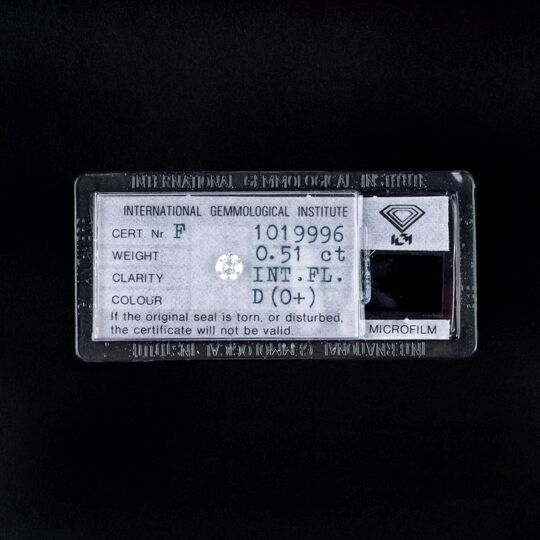 INTERNATIONAL GEMMOLOGICAL INSTITUTE
INTERNATIONAL GEMMOLOGICAL INSTITUTE
CERT. Nr. F 1019996
WEIGHT 0.51 ct
CLARITY INT.FL.
COLOUR D(0+)
If the original seal is torn, or disturbed,
the certificate will not be valid.
IGI
MICROFILM
INTERNATIONAL GEMMOLOGICAL INSTITUTE